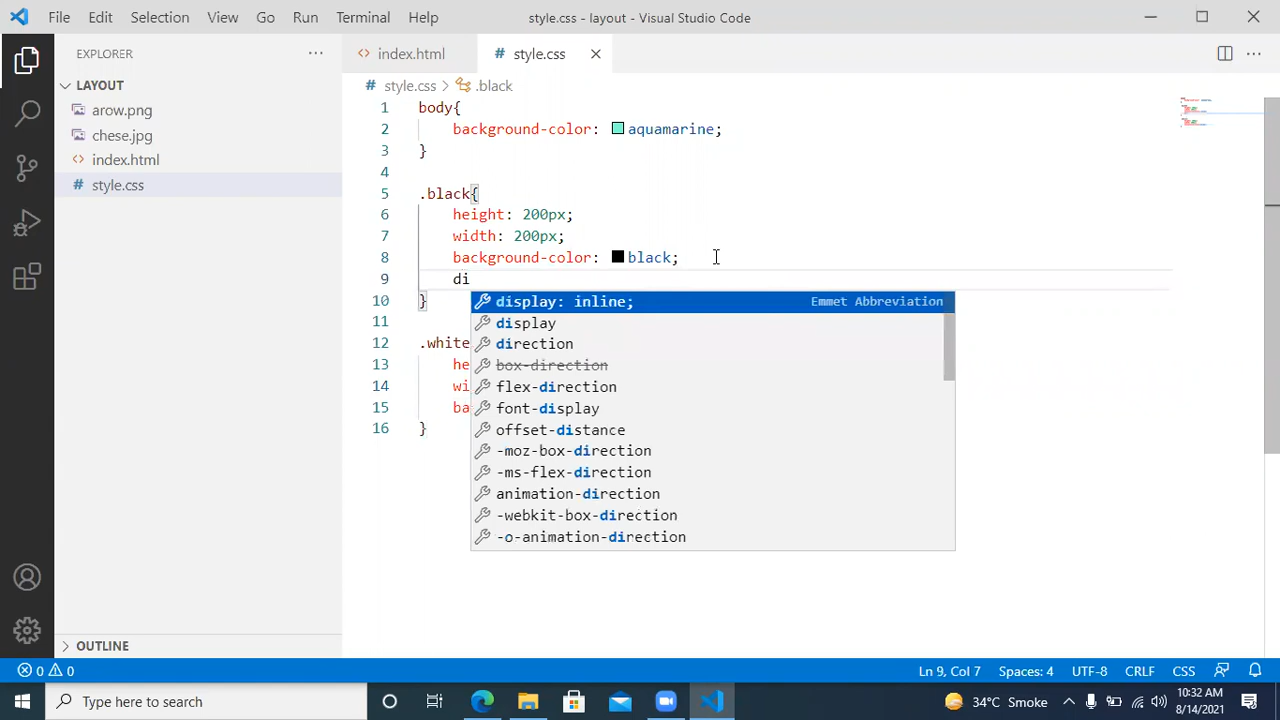 File Edit Selection View Go Run Terminal Help style.css - layout - Visual Studio Code
EXPLORER
LAYOUT
arow.png
chese.jpg
index.html
style.css
OUTLINE
index.html
# style.css
# style.css > .black
1 body{
2 background-color: aquamarine;
3 }
4
5 .black{
6 height: 200px;
7 width: 200px;
8 background-color: black;
9 di
10 }
11
12 .white
13 he
14 wi
15 ba
16 }
display: inline; Emmet Abbreviation
display
direction
box-direction
flex-direction
font-display
offset-distance
-moz-box-direction
-ms-flex-direction
animation-direction
-webkit-box-direction
-o-animation-direction
0 0
Ln 9, Col 7 Spaces: 4 UTF-8 CRLF CSS
Type here to search
34°C Smoke
10:32 AM
8/14/2021